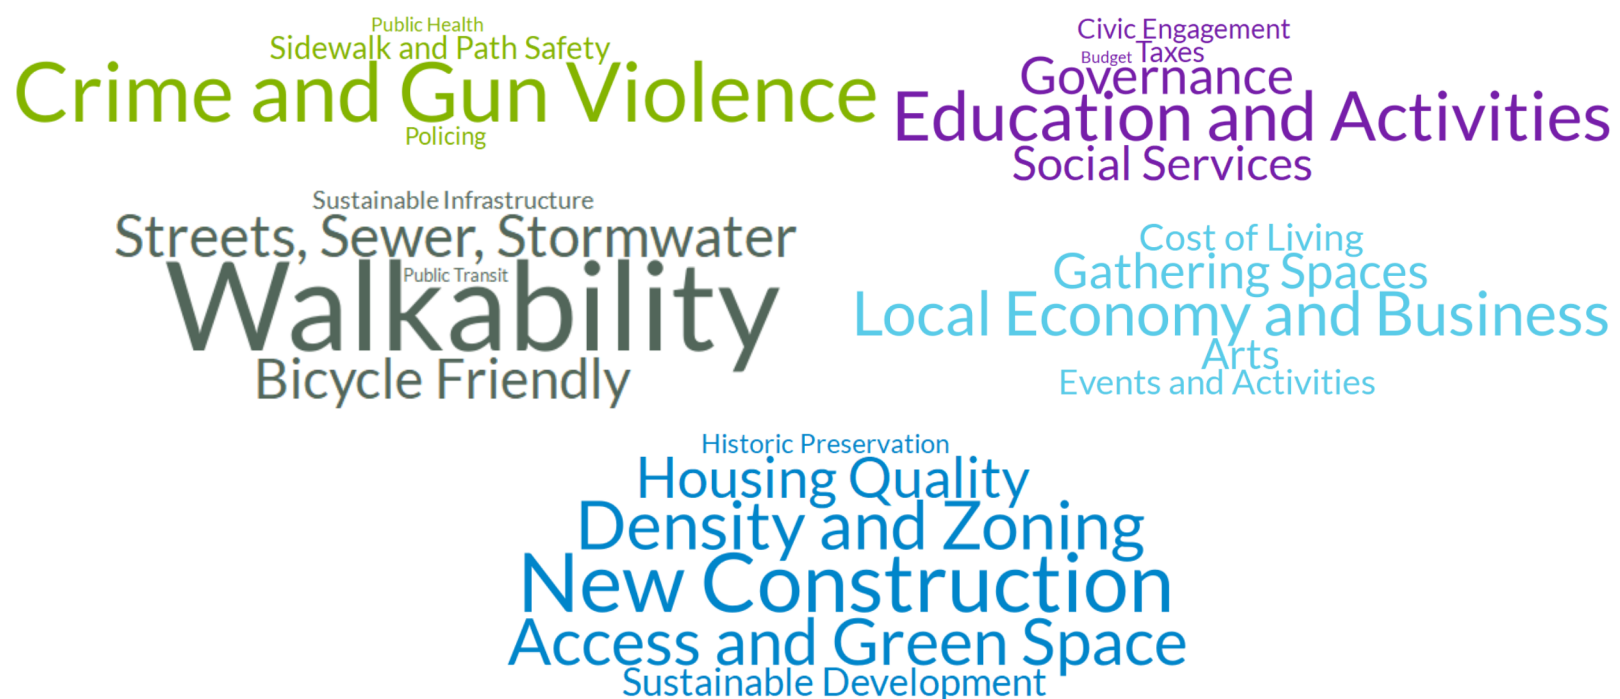 Public Health
Sidewalk and Path Safety
Crime and Gun Violence
Policing
Civic Engagement
Budget Taxes
Governance
Education and Activities
Social Services
Sustainable Infrastructure
Streets, Sewer, Stormwater
Public Transit
Walkability
Bicycle Friendly
Cost of Living
Gathering Spaces
Local Economy and Business
Arts
Events and Activities
Historic Preservation
Housing Quality
Density and Zoning
New Construction
Access and Green Space
Sustainable Development